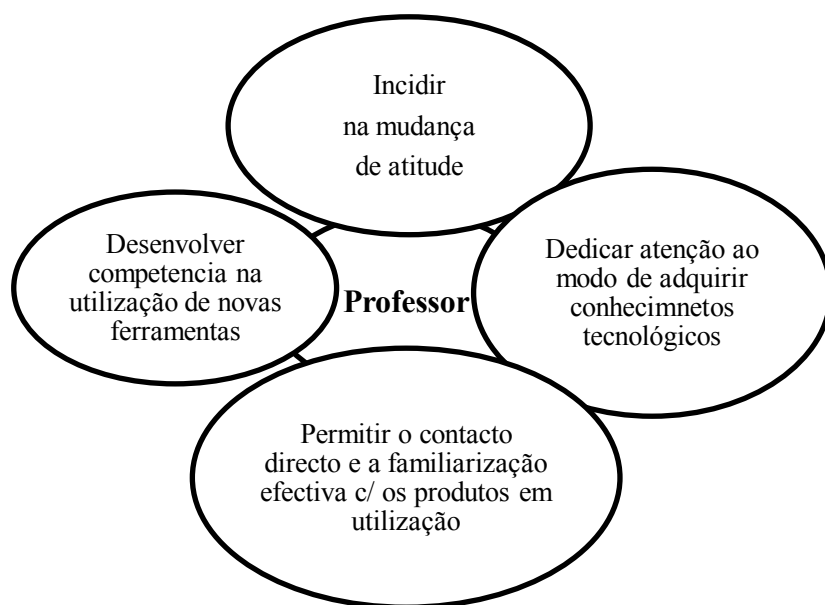 Incidir
na mudança
de atitude
Desenvolver
competencia na
utilização de novas
ferramentas
Professor
Dedicar atenção ao
modo de adquirir
conhecimnetos
tecnológicos
Permitir o contacto
directo e a familiarização
efectiva c/ os produtos em
utilização